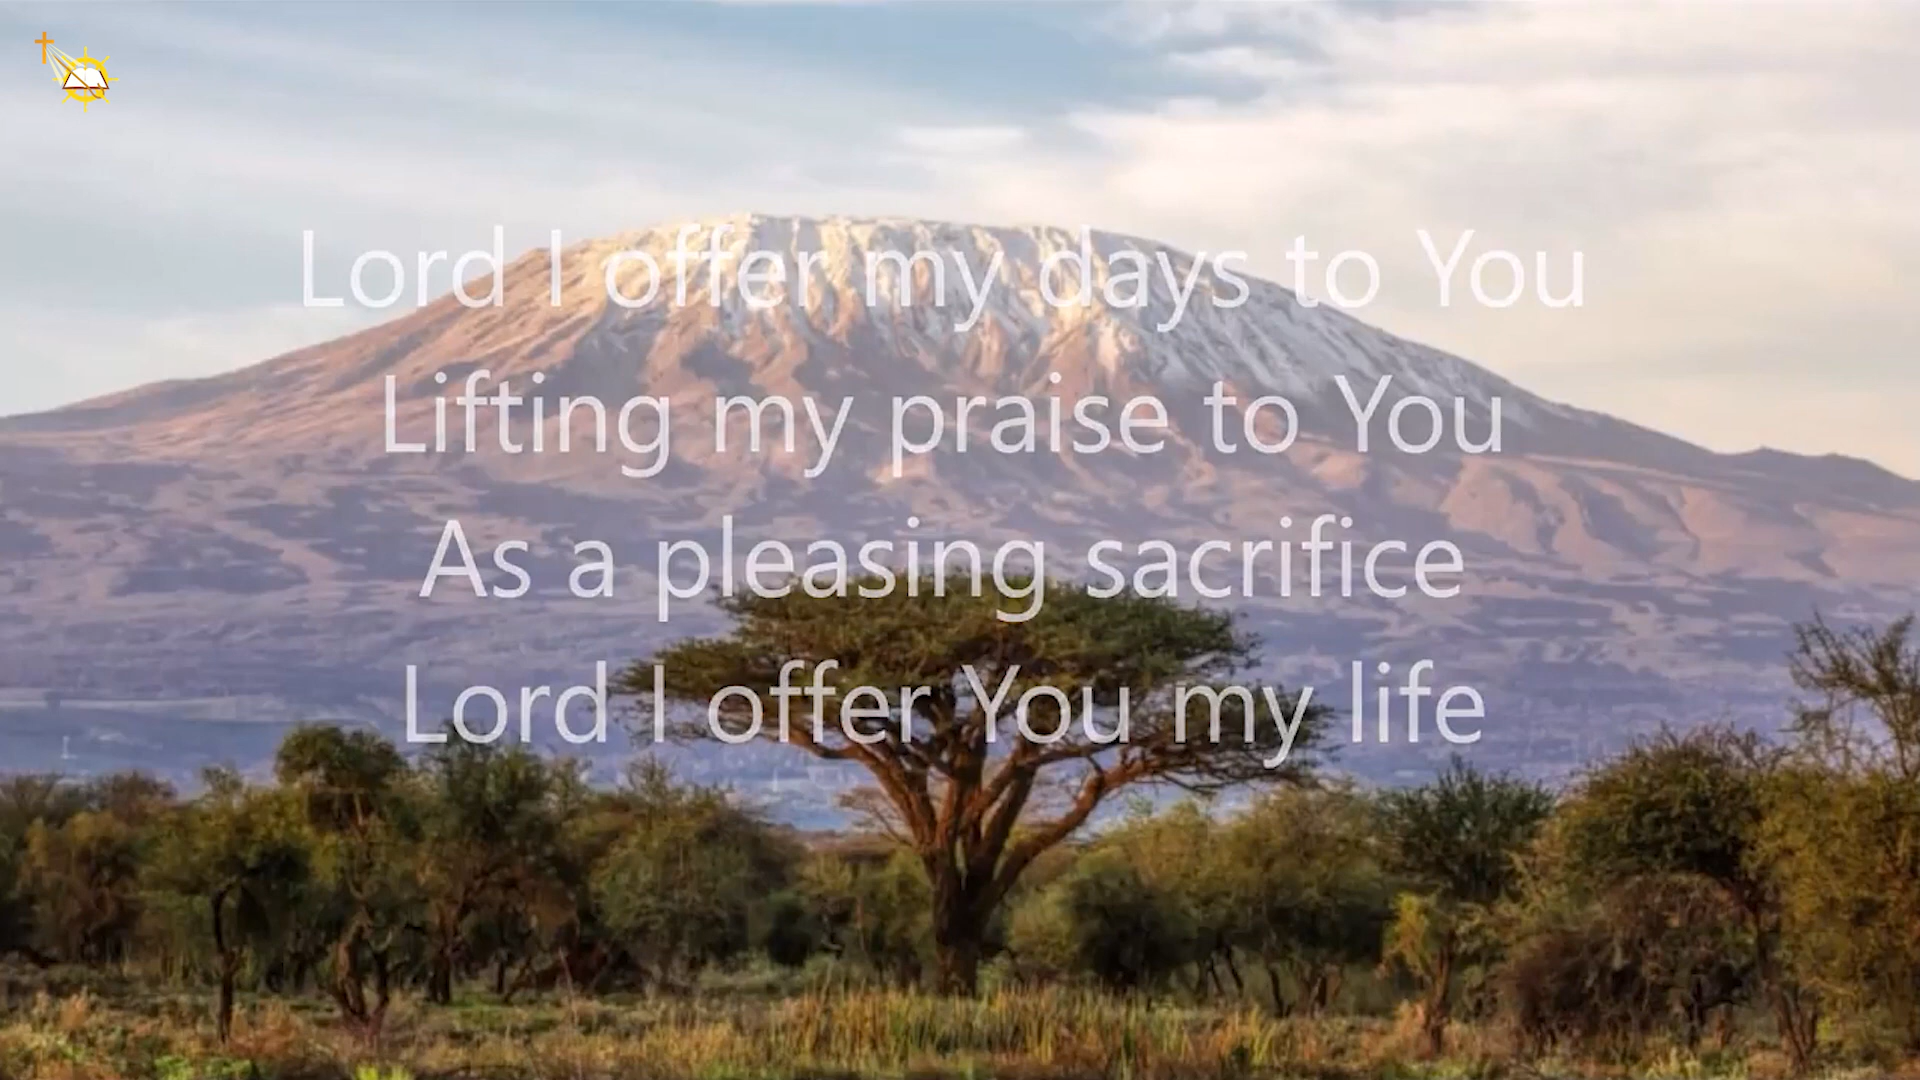 Lord I offer my days to You
Lifting my praise to You
As a pleasing sacrifice
Lord I offer You my life